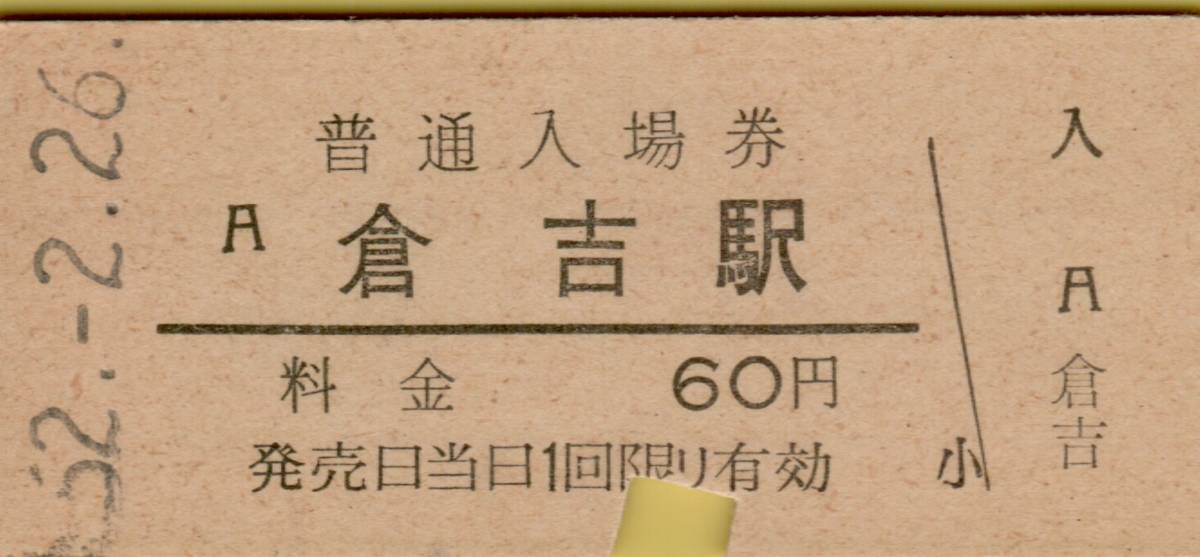 52.-2.26.
普通入場券
A 倉吉駅
料金 60円
発売日当日1回限り有効
小
入
A
倉吉